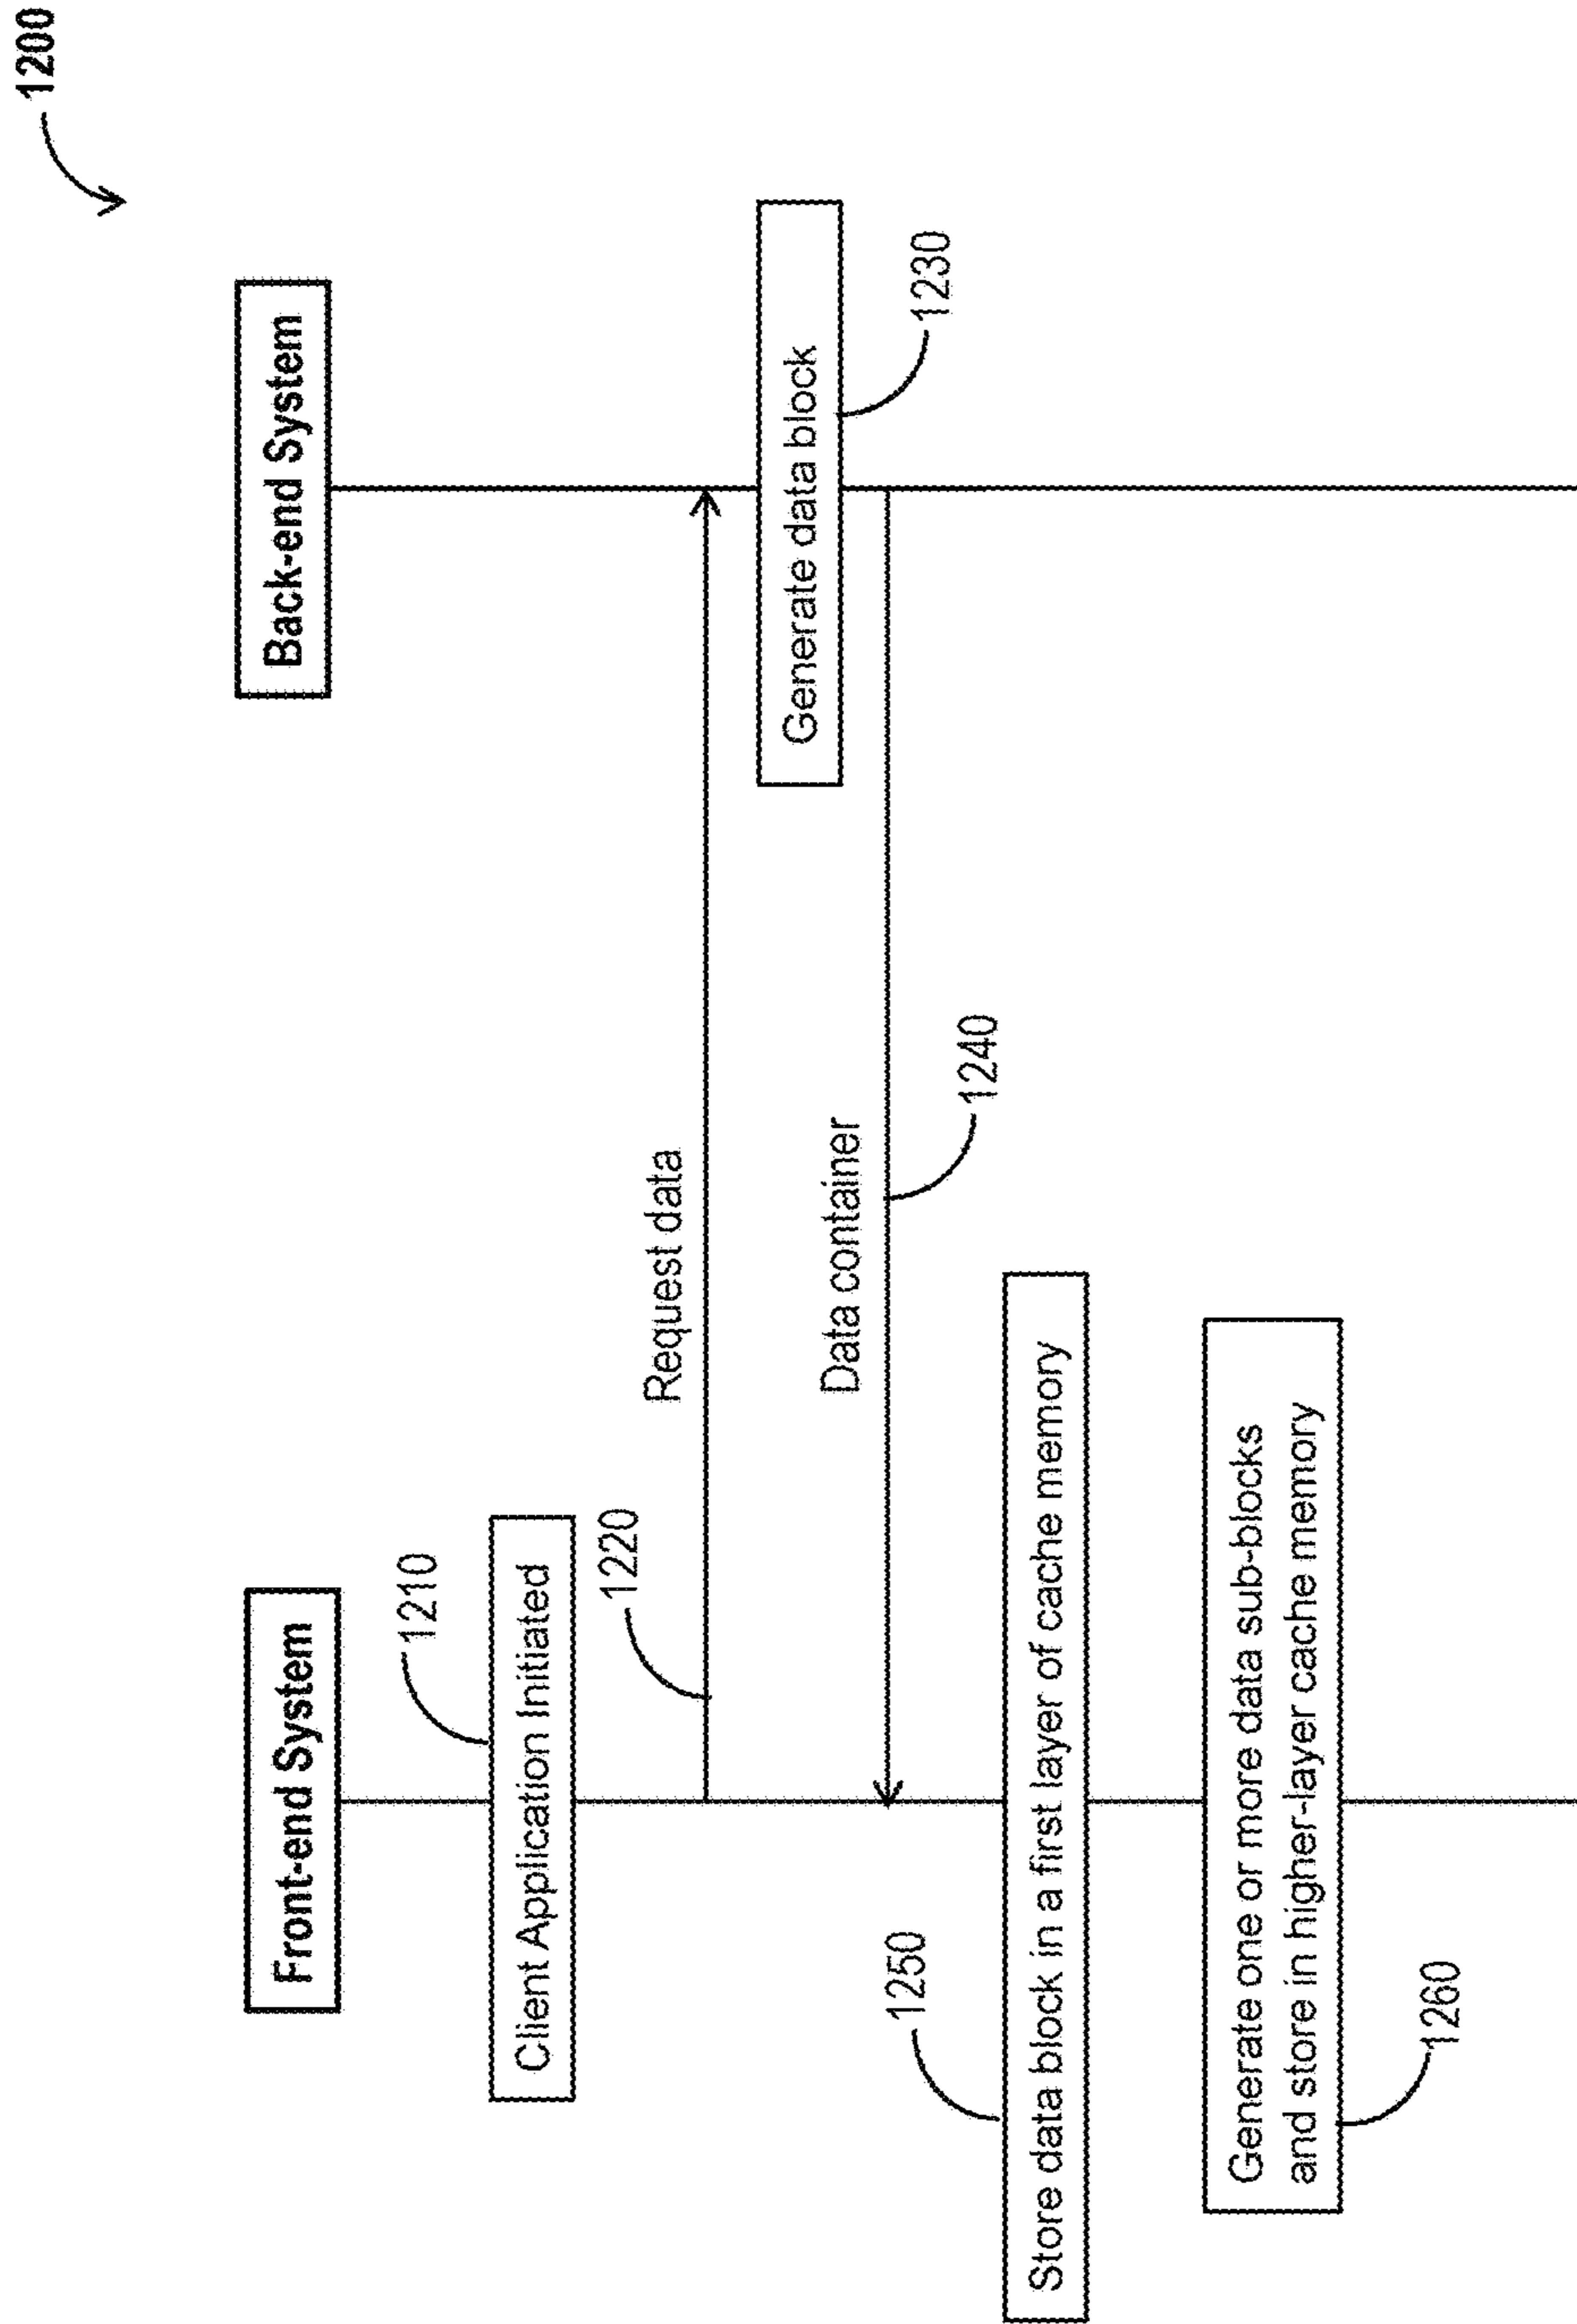 1200
Front-end System
Back-end System
1210
Client Application Initiated
1220
Request data
Generate data block
1230
Data container
1240
1250
Store data block in a first layer of cache memory
Generate one or more data sub-blocks
and store in higher-layer cache memory
1260